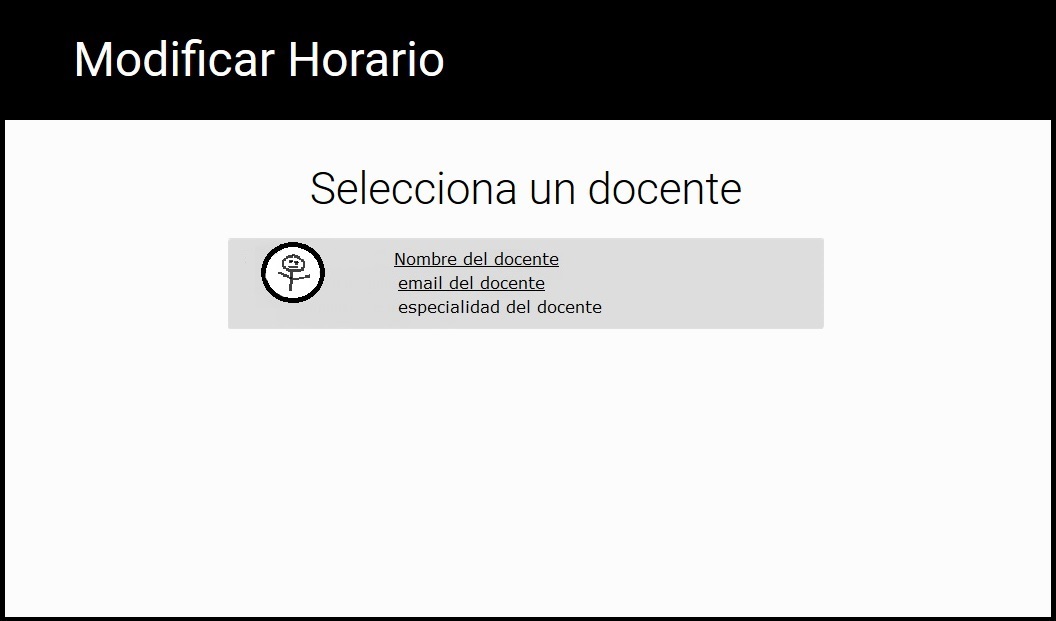 Modificar Horario
Selecciona un docente
Nombre del docente
email del docente
especialidad del docente